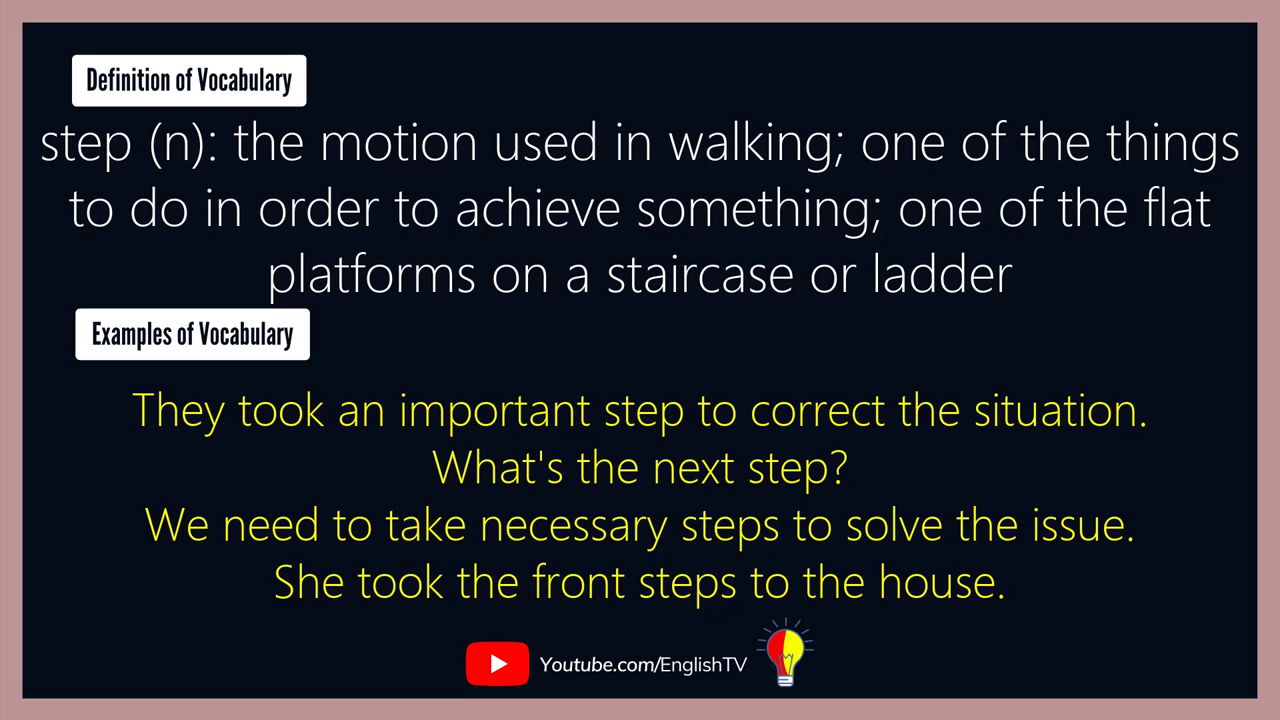 Definition of Vocabulary
step (n): the motion used in walking; one of the things
to do in order to achieve something; one of the flat
platforms on a staircase or ladder
Examples of Vocabulary
They took an important step to correct the situation.
What's the next step?
We need to take necessary steps to solve the issue.
She took the front steps to the house.
Youtube.com/EnglishTV